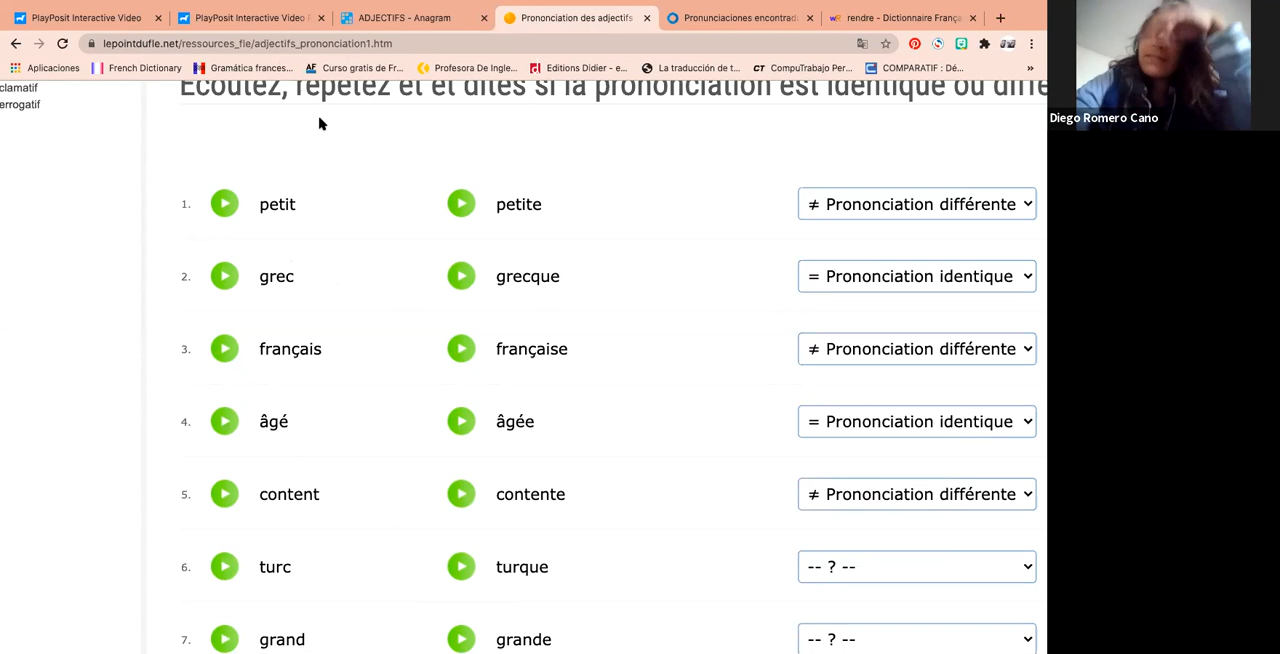 PlayPosit Interactive Video
PlayPosit Interactive Video F
ADJECTIFS - Anagram
Prononciation des adjectifs
Pronunciaciones encontrad
rendre - Dictionnaire França
lepointdufle.net/ressources_fle/adjectifs_prononciation1.htm
Aplicaciones
French Dictionary
Gramática frances...
Curso gratis de Fr...
Profesora De Ingle...
Editions Didier - e...
La traducción de t...
CompuTrabajo Per...
COMPARATIF : Dé...
»
Diego Romero Cano
clamatif
errogatif
Ecoutez, répétez et et dites si la prononciation est identique ou diffé
1. petit petite ≠ Prononciation différente
2. grec grecque = Prononciation identique
3. français française ≠ Prononciation différente
4. âgé âgée = Prononciation identique
5. content contente ≠ Prononciation différente
6. turc turque -- ? --
7. grand grande -- ? --